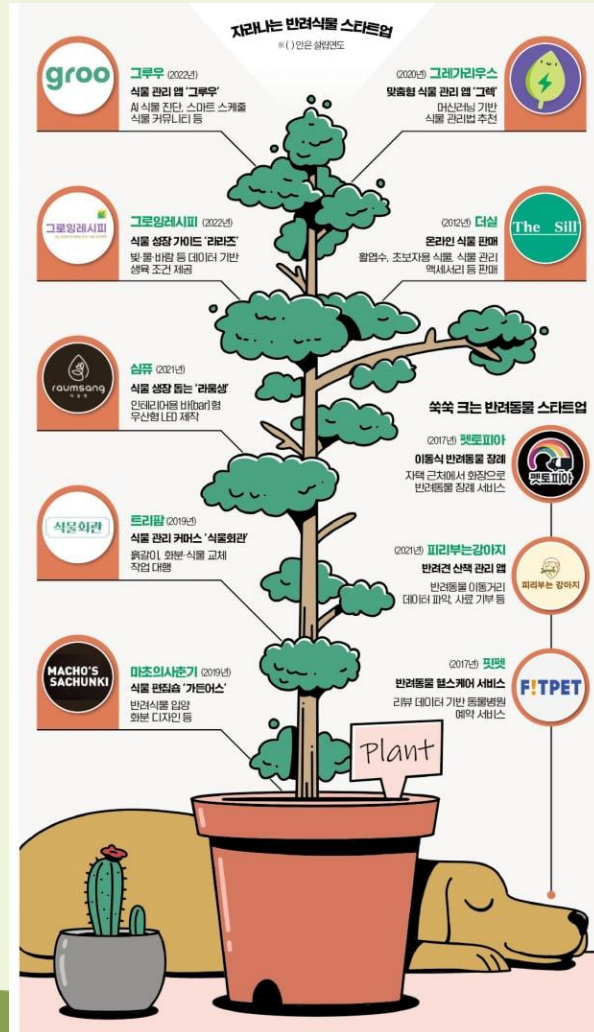 자라나는 반려식물 스타트업
※ ( ) 안은 설립연도
groo
그루우 (2022년)
식물 관리 앱 '그루우'
AI 식물 진단, 스마트 스케줄
식물 커뮤니티 등
(2020년) 그레가리우스
맞춤형 식물 관리 앱 '그렉'
머신러닝 기반
식물 관리법 추천
그로잉레시피
그로잉레시피 (2022년)
식물 성장 가이드 '라라즈'
빛·물·바람 등 데이터 기반
생육 조건 제공
(2012년) 더실
온라인 식물 판매
활엽수, 초보자용 식물, 식물 관리
액세서리 등 판매
The Sill
raumsang
심퓨 (2021년)
식물 생장 돕는 '라움생'
인테리어용 바(bar)형
우산형 LED 제작
쑥쑥 크는 반려동물 스타트업
(2017년) 펫토피아
이동식 반려동물 장례
자택 근처에서 화장으로
반려동물 장례 서비스
펫토피아
식물회관
트리팜 (2019년)
식물 관리 커머스 '식물회관'
흙갈이, 화분·식물 교체
작업 대행
(2021년) 피리부는강아지
반려견 산책 관리 앱
반려동물 이동거리
데이터 파악, 사료 기부 등
피리부는 강아지
MACHO'S
SACHUNKI
마초의사춘기 (2019년)
식물 편집숍 '가든어스'
반려식물 입양
화분 디자인 등
(2017년) 핏펫
반려동물 헬스케어 서비스
리뷰 데이터 기반 동물병원
예약 서비스
F!TPET
Plant